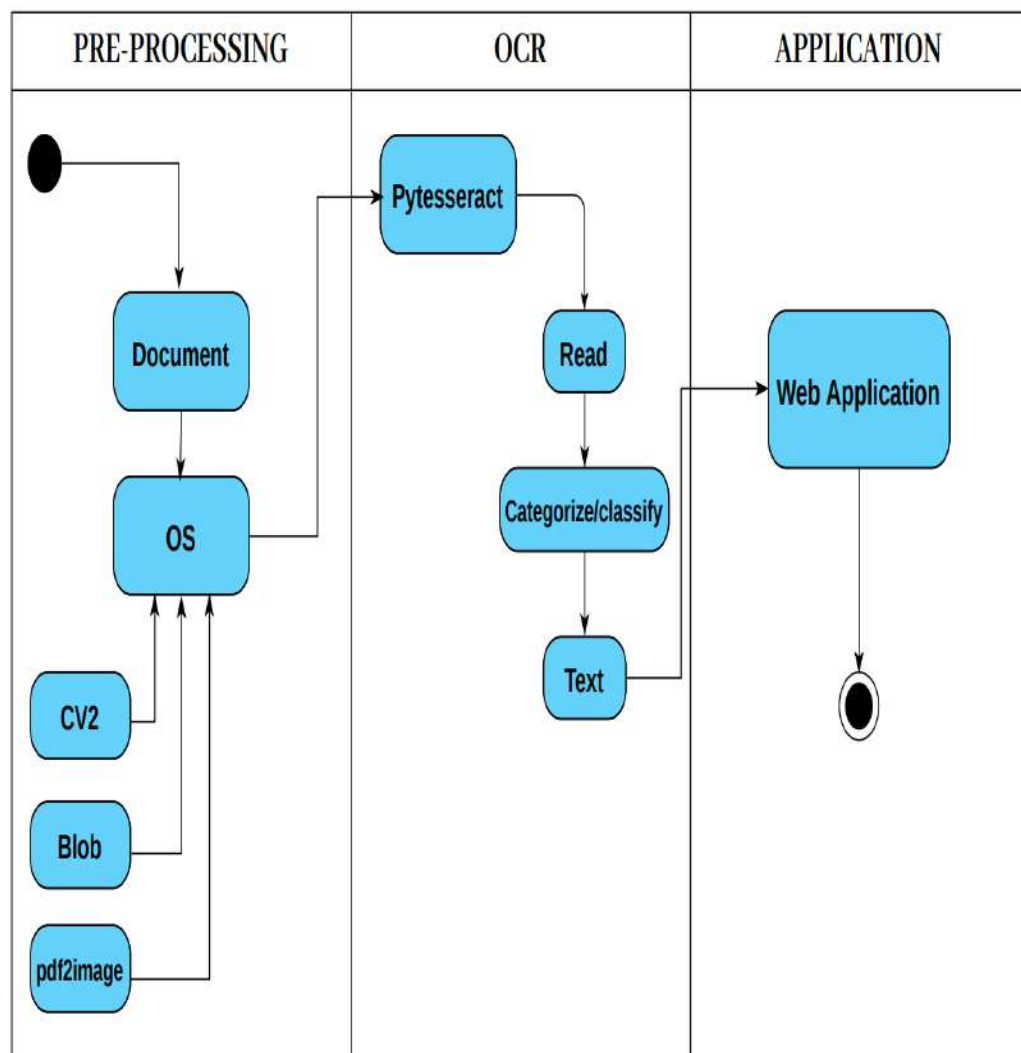 PRE-PROCESSING
OCR
APPLICATION
Document
OS
CV2
Blob
pdf2image
Pytesseract
Read
Categorize/classify
Text
Web Application